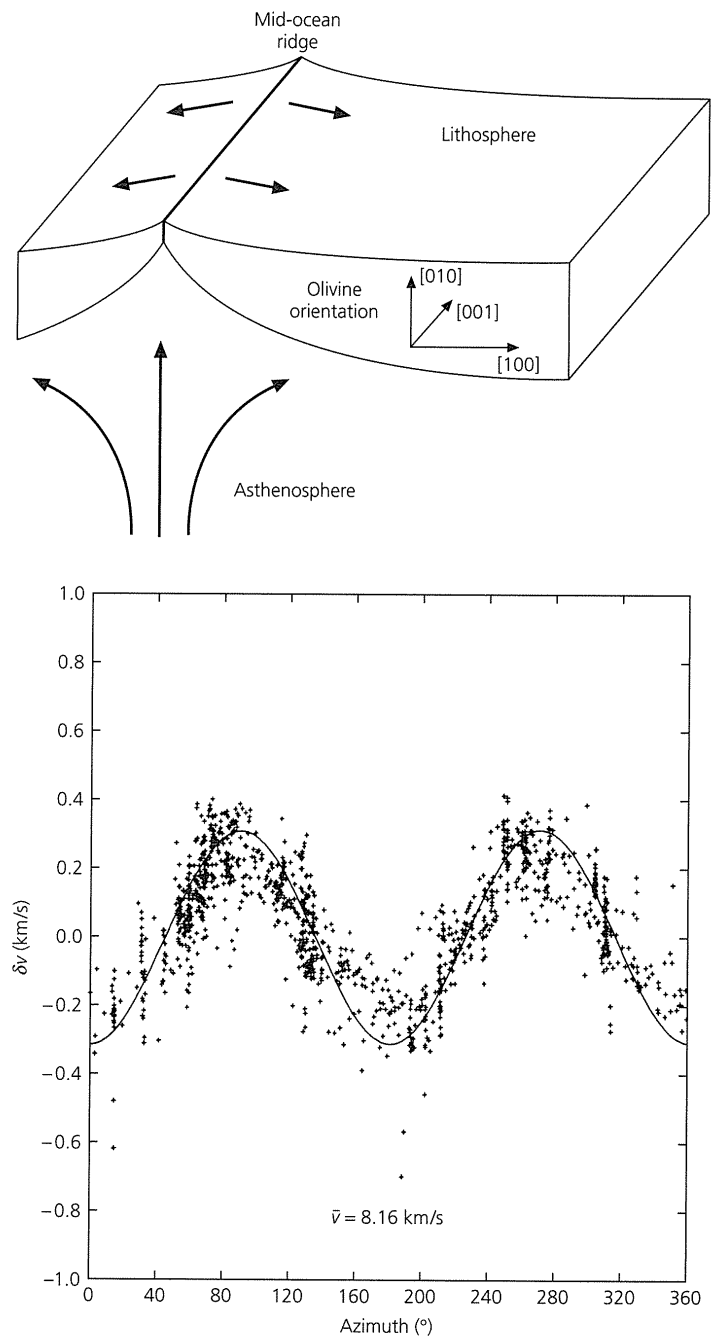 Mid-ocean
ridge
Lithosphere
Olivine
orientation
[010]
[001]
[100]
Asthenosphere
1.0
0.8
0.6
0.4
0.2
0.0
−0.2
−0.4
−0.6
−0.8
−1.0
δv (km/s)
v̄ = 8.16 km/s
0 40 80 120 160 200 240 280 320 360
Azimuth (°)